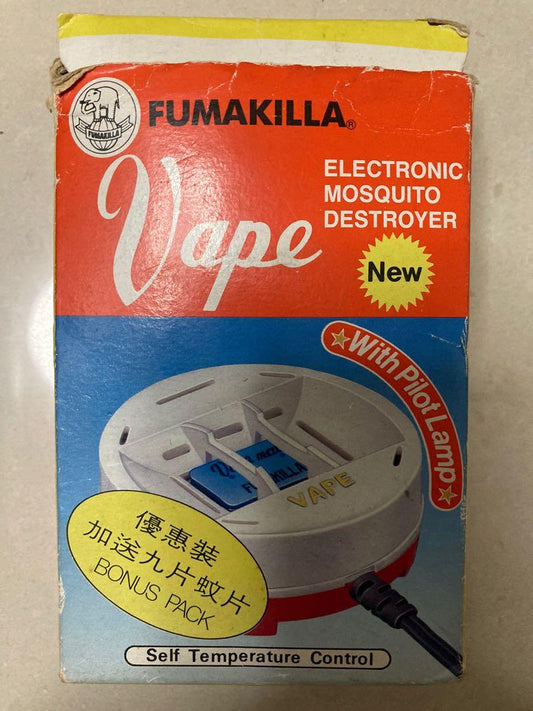 FUMAKILLA
FUMAKILLA®
Vape
ELECTRONIC
MOSQUITO
DESTROYER
New
With Pilot Lamp
FUMAKILLA
VAPE
優惠裝
加送九片蚊片
BONUS PACK
Self Temperature Control